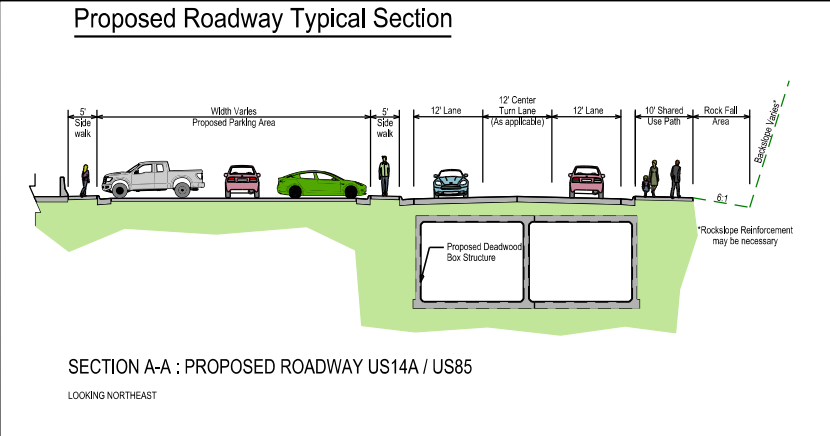 Proposed Roadway Typical Section
5'
Side
walk
Width Varies
Proposed Parking Area
5'
Side
walk
12' Lane
12' Center
Turn Lane
(As applicable)
12' Lane
10' Shared
Use Path
Rock Fall
Area
Backslope Varies*
6:1
*Rockslope Reinforcement
may be necessary
Proposed Deadwood
Box Structure
SECTION A-A : PROPOSED ROADWAY US14A / US85
LOOKING NORTHEAST